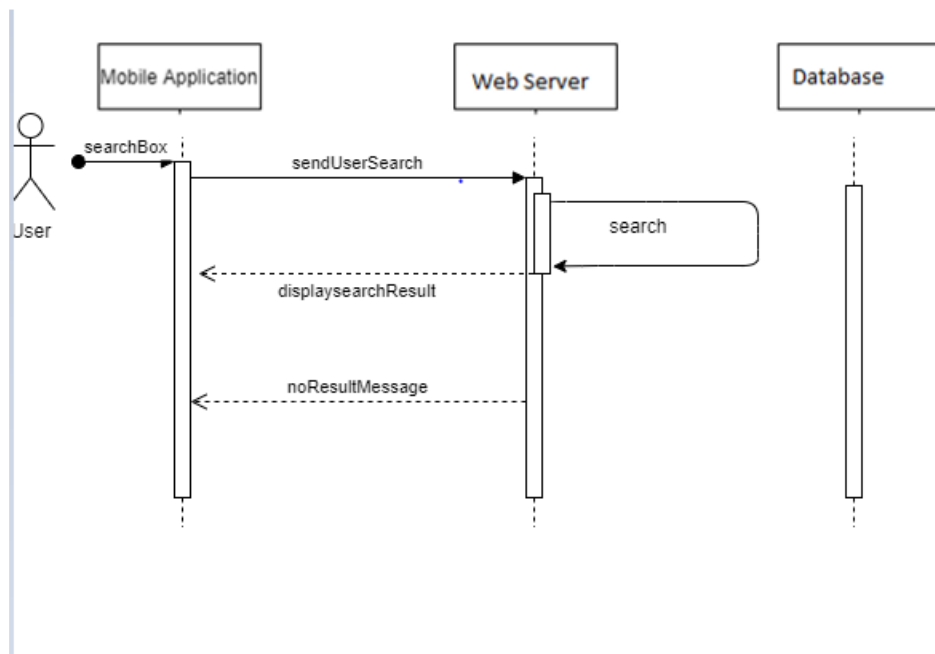 Mobile Application
Web Server
Database
searchBox
sendUserSearch
search
User
displaysearchResult
noResultMessage